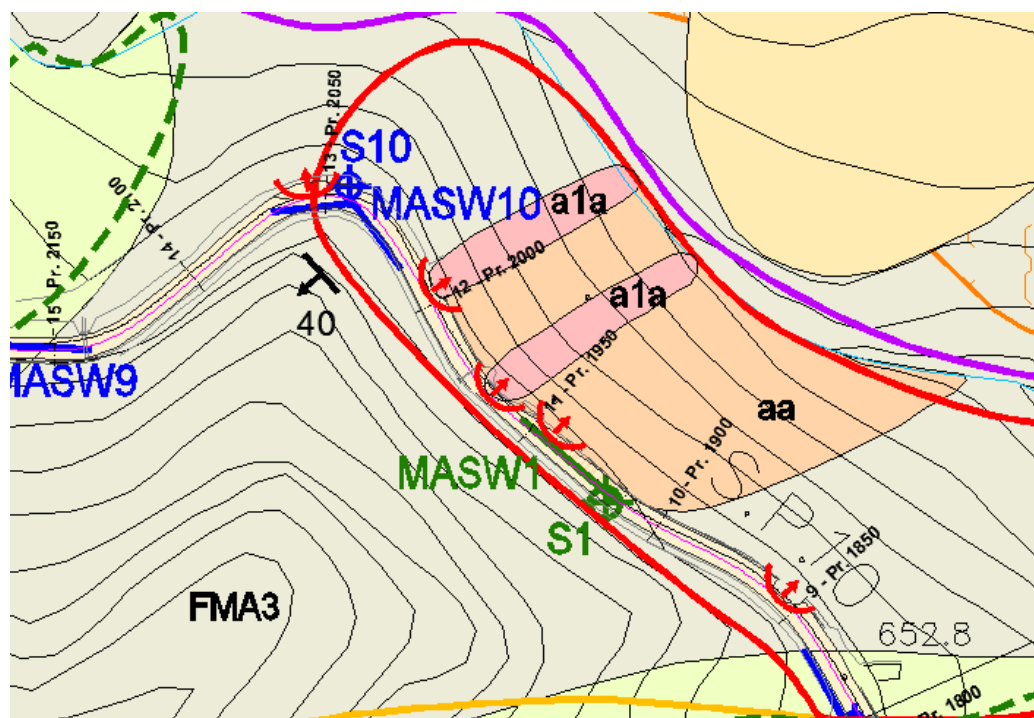 13 - Pr. 2050
S10
14 - Pr. 2100
MASW10
a1a
15 - Pr. 2150
12 - Pr. 2000
a1a
40
MASW9
11 - Pr. 1950
aa
MASW1
10 - Pr. 1900
S.P.10
S1
9 - Pr. 1850
FMA3
652.8
Pr. 1800